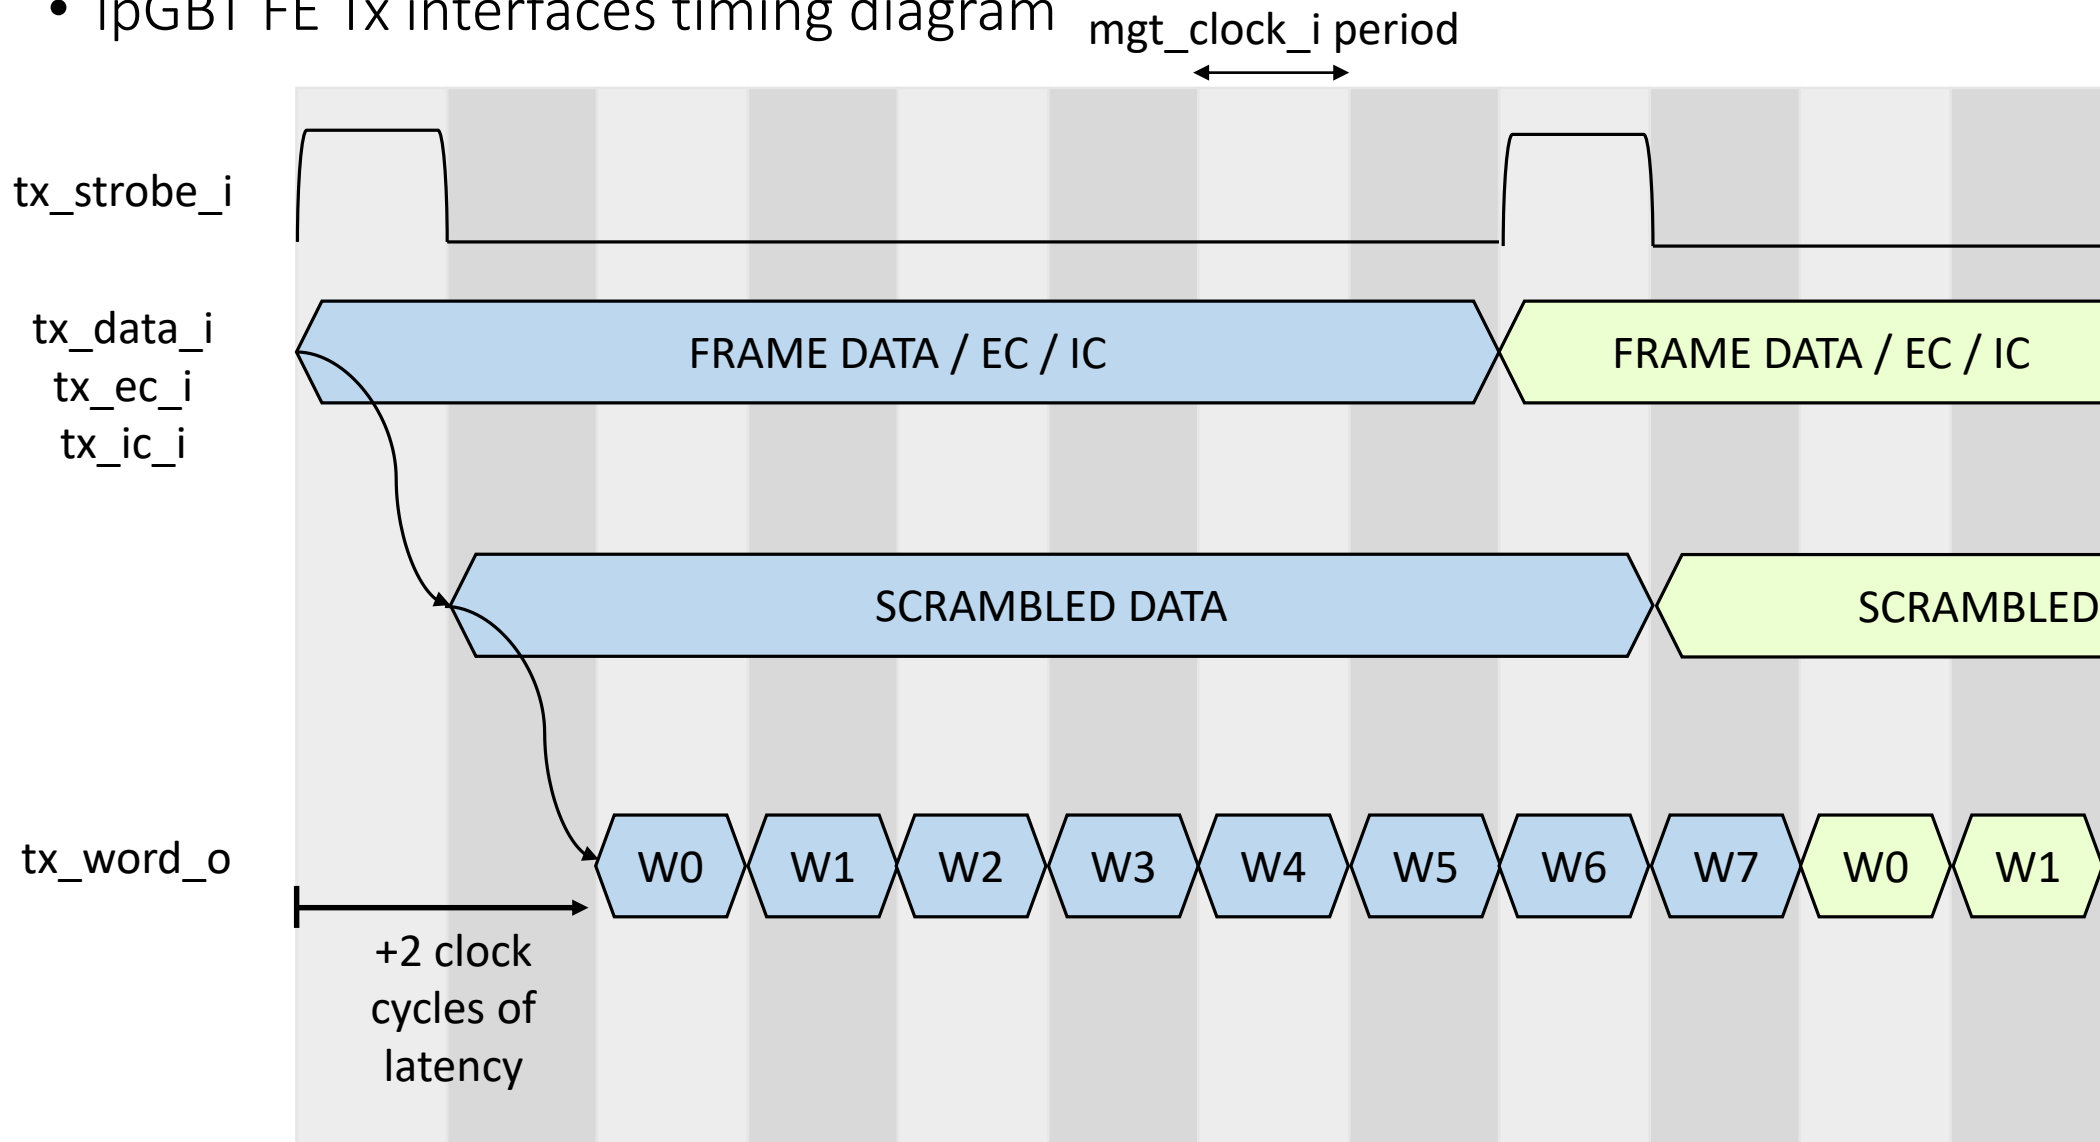 • lpGBT FE Tx interfaces timing diagram
mgt_clock_i period
tx_strobe_i
tx_data_i
tx_ec_i
tx_ic_i
FRAME DATA / EC / IC
FRAME DATA / EC / IC
SCRAMBLED DATA
SCRAMBLED
tx_word_o
W0 W1 W2 W3 W4 W5 W6 W7 W0 W1
+2 clock
cycles of
latency